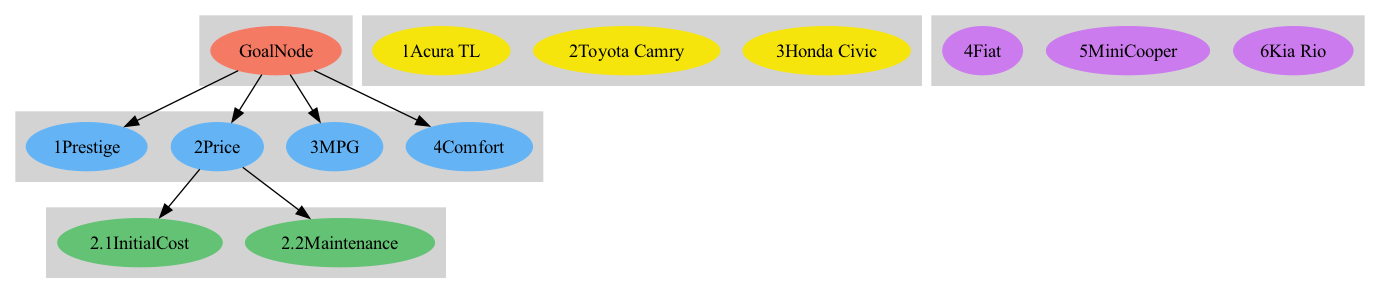 GoalNode
1Acura TL
2Toyota Camry
3Honda Civic
4Fiat
5MiniCooper
6Kia Rio
1Prestige
2Price
3MPG
4Comfort
2.1InitialCost
2.2Maintenance